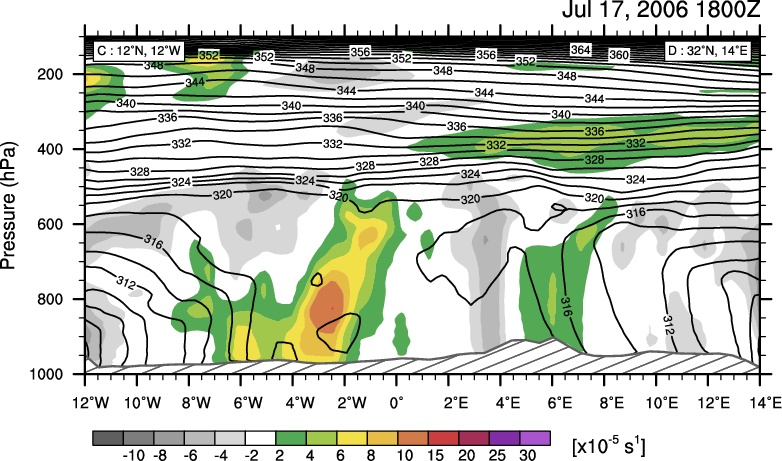 Jul 17, 2006 1800Z
C : 12°N, 12°W
D : 32°N, 14°E
352 352 356 352 356 352 364 360
348 348 348 348
344 344 344 344
340 340 340 340
336 336 336 336
332 332 332 332
328 328 328 328
324 324 324 324
320 320 320 320
316 316
312 316 312
Pressure (hPa)
200
400
600
800
1000
12°W 10°W 8°W 6°W 4°W 2°W 0° 2°E 4°E 6°E 8°E 10°E 12°E 14°E
-10 -8 -6 -4 -2 2 4 6 8 10 15 20 25 30
[x10⁻⁵ s¹]